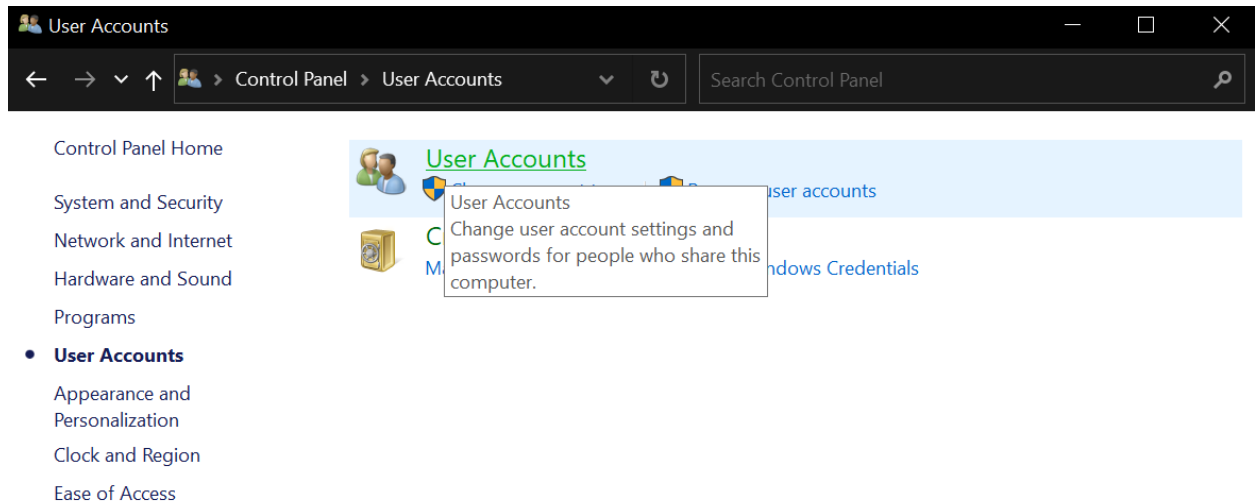 User Accounts
Control Panel > User Accounts
Search Control Panel
Control Panel Home
System and Security
Network and Internet
Hardware and Sound
Programs
User Accounts
Appearance and
Personalization
Clock and Region
Ease of Access
User Accounts
user accounts
User Accounts
Change user account settings and
passwords for people who share this
computer.
C
Credentials